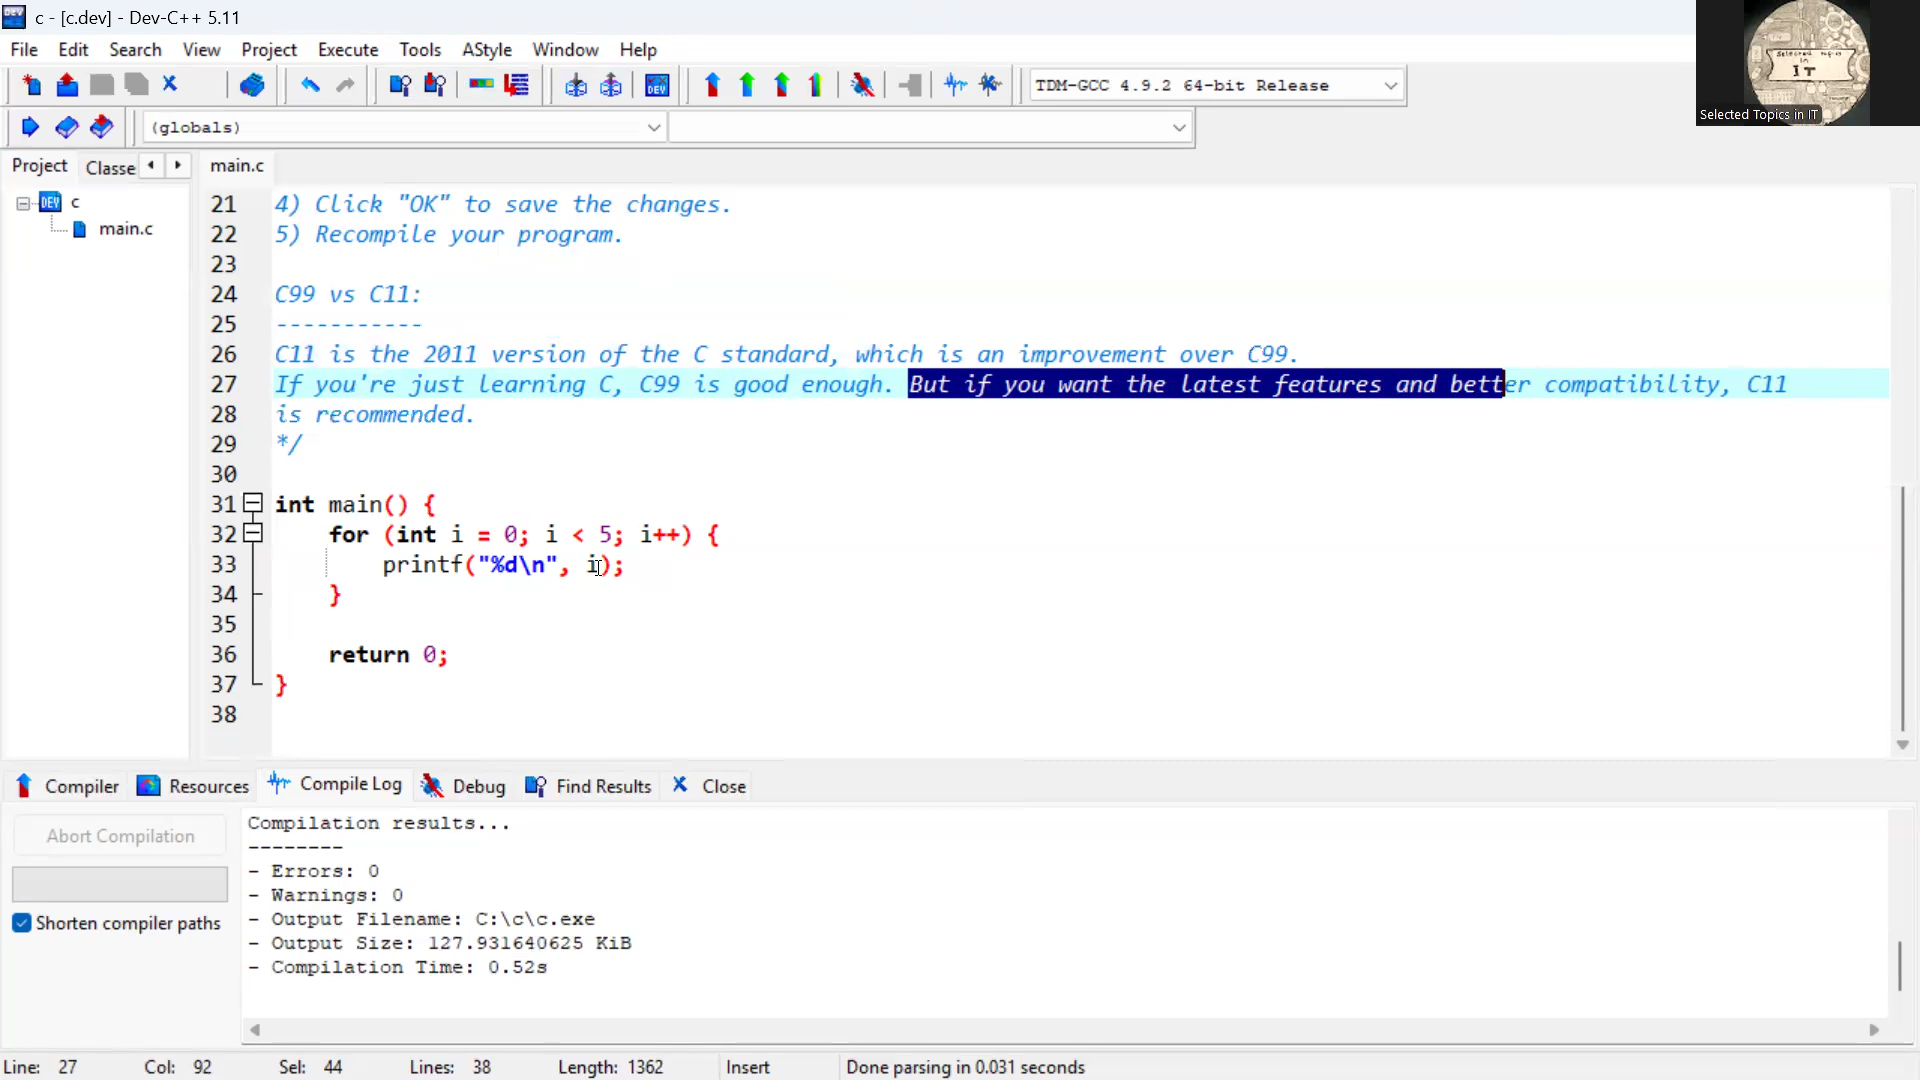 c - [c.dev] - Dev-C++ 5.11
File Edit Search View Project Execute Tools AStyle Window Help
TDM-GCC 4.9.2 64-bit Release
Selected Topics in IT
(globals)
Project Classe main.c
c
main.c
21 4) Click "OK" to save the changes.
22 5) Recompile your program.
23
24 C99 vs C11:
25 -----------
26 C11 is the 2011 version of the C standard, which is an improvement over C99.
27 If you're just learning C, C99 is good enough. But if you want the latest features and better compatibility, C11
28 is recommended.
29 */
30
31 int main() {
32 for (int i = 0; i < 5; i++) {
33 printf("%d\n", i);
34 }
35
36 return 0;
37 }
38
Compiler Resources Compile Log Debug Find Results Close
Abort Compilation
Shorten compiler paths
Compilation results...
--------
- Errors: 0
- Warnings: 0
- Output Filename: C:\c\c.exe
- Output Size: 127.931640625 KiB
- Compilation Time: 0.52s
Line: 27 Col: 92 Sel: 44 Lines: 38 Length: 1362 Insert Done parsing in 0.031 seconds